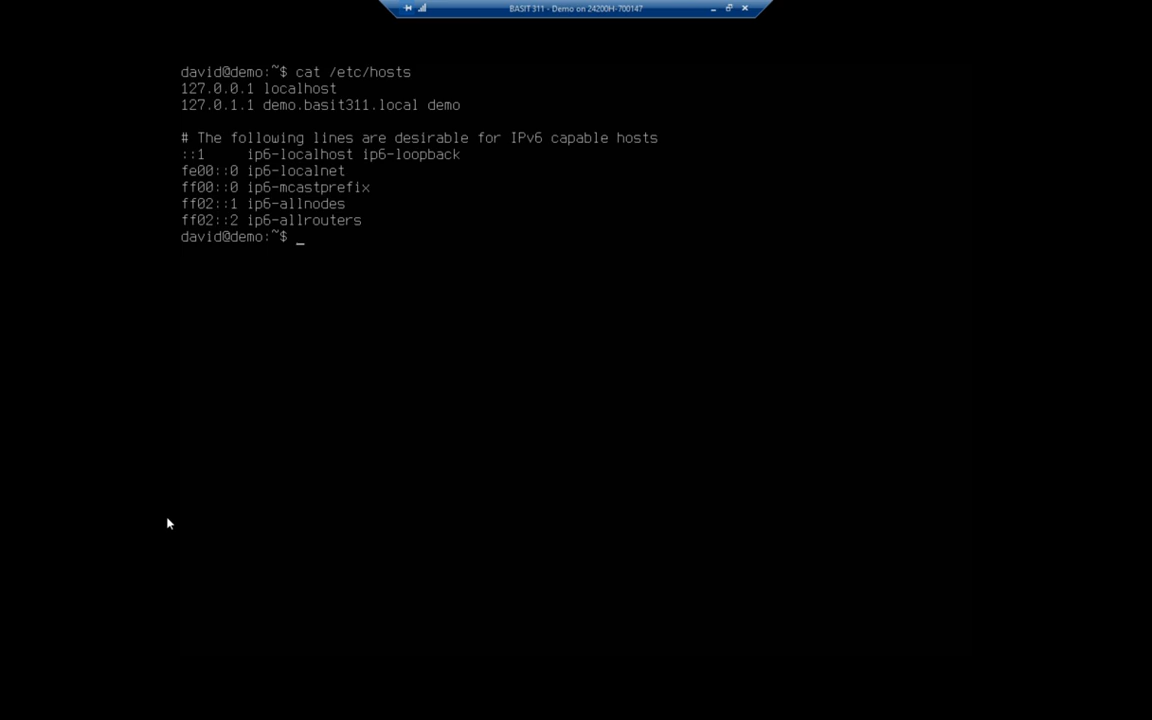 BASIT 311 - Demo on 24200H-700147
david@demo:~$ cat /etc/hosts
127.0.0.1 localhost
127.0.1.1 demo.basit311.local demo
# The following lines are desirable for IPv6 capable hosts
::1     ip6-localhost ip6-loopback
fe00::0 ip6-localnet
ff00::0 ip6-mcastprefix
ff02::1 ip6-allnodes
ff02::2 ip6-allrouters
david@demo:~$ _